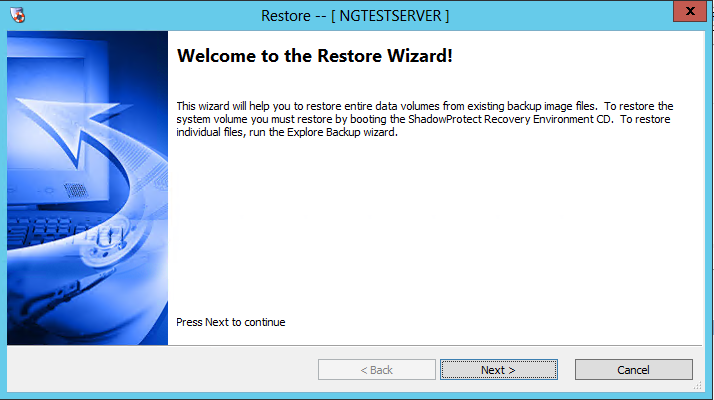 Restore -- [ NGTESTSERVER ]
x
Welcome to the Restore Wizard!
This wizard will help you to restore entire data volumes from existing backup image files.  To restore the
system volume you must restore by booting the ShadowProtect Recovery Environment CD.  To restore
individual files, run the Explore Backup wizard.
Press Next to continue
< Back
Next >
Cancel